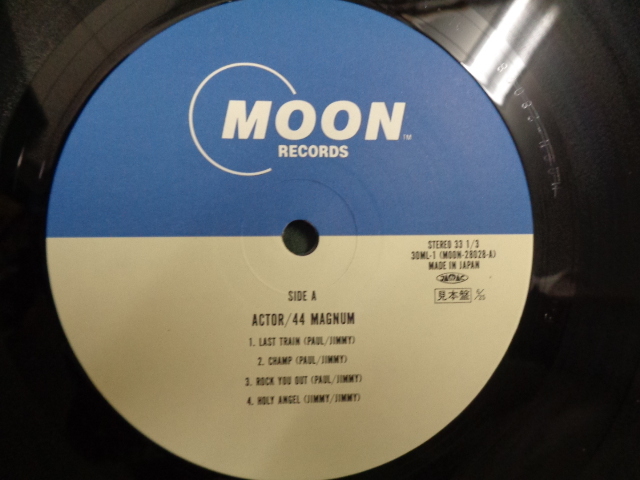 MOON™
RECORDS
STEREO 33 1/3
30ML-1 (MOON-28028-A)
MADE IN JAPAN
見本盤
SIDE A
ACTOR/44 MAGNUM
1. LAST TRAIN (PAUL/JIMMY)
2. CHAMP (PAUL/JIMMY)
3. ROCK YOU OUT (PAUL/JIMMY)
4. HOLY ANGEL (JIMMY/JIMMY)